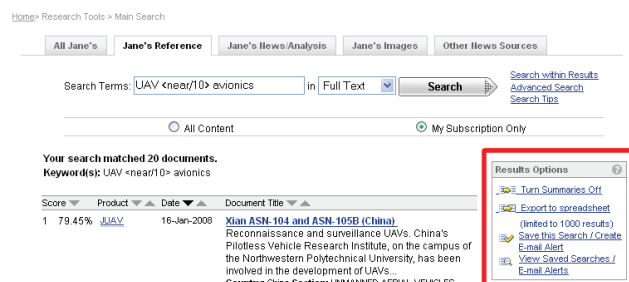 Home> Research Tools > Main Search
All Jane's Jane's Reference Jane's News/Analysis Jane's Images Other News Sources
Search Terms: UAV <near/10> avionics in Full Text Search
Search within Results
Advanced Search
Search Tips
All Content My Subscription Only
Your search matched 20 documents.
Keyword(s): UAV <near/10> avionics
Score Product Date Document Title
1 79.45% JUAV 16-Jan-2008 Xian ASN-104 and ASN-105B (China)
Reconnaissance and surveillance UAVs. China's
Pilotless Vehicle Research Institute, on the campus of
the Northwestern Polytechnical University, has been
involved in the development of UAVs...
Country: China Section: UNMANNED AERIAL VEHICLES
Results Options ?
Turn Summaries Off
Export to spreadsheet
(limited to 1000 results)
Save this Search / Create
E-mail Alert
View Saved Searches /
E-mail Alerts